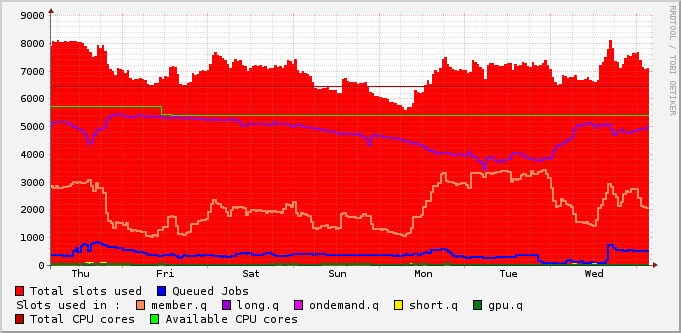 9000
8000
7000
6000
5000
4000
3000
2000
1000
0
Thu Fri Sat Sun Mon Tue Wed
Total slots used Queued Jobs
Slots used in : member.q long.q ondemand.q short.q gpu.q
Total CPU cores Available CPU cores
RRDTOOL / TOBI OETIKER